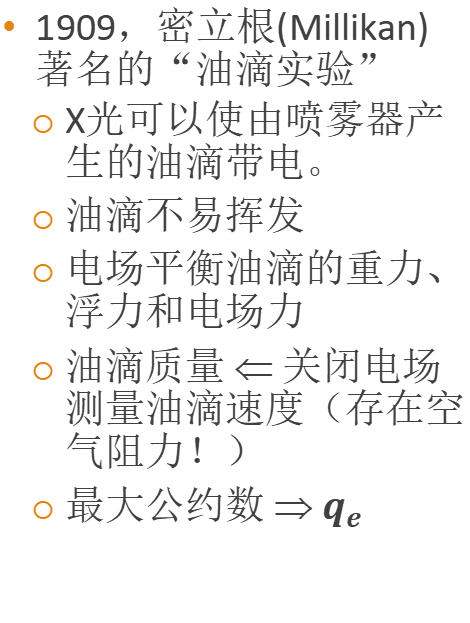 • 1909，密立根(Millikan)
著名的“油滴实验”
○ X光可以使由喷雾器产
生的油滴带电。
○ 油滴不易挥发
○ 电场平衡油滴的重力、
浮力和电场力
○ 油滴质量 ⇐ 关闭电场
测量油滴速度（存在空
气阻力！）
○ 最大公约数 ⇒ qₑ